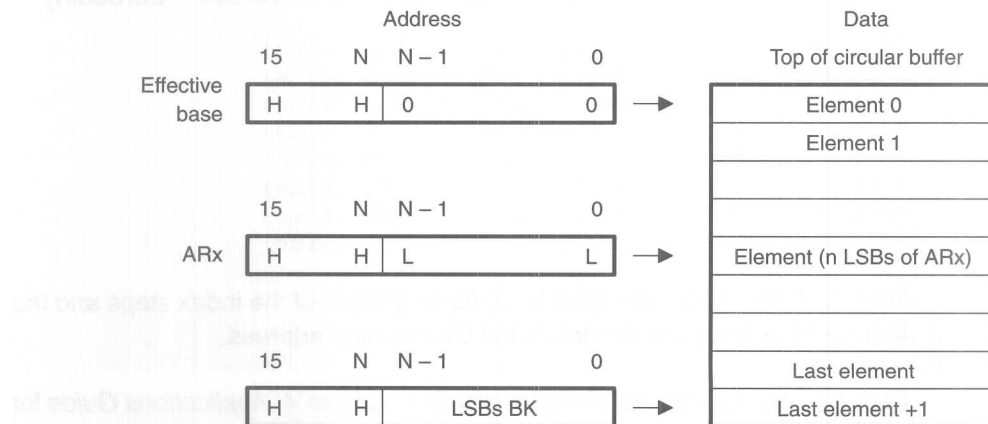 Address Data
15 N N – 1 0 Top of circular buffer
Effective base H H 0 0 Element 0
Element 1
15 N N – 1 0
ARx H H L L Element (n LSBs of ARx)
15 N N – 1 0 Last element
H H LSBs BK Last element +1